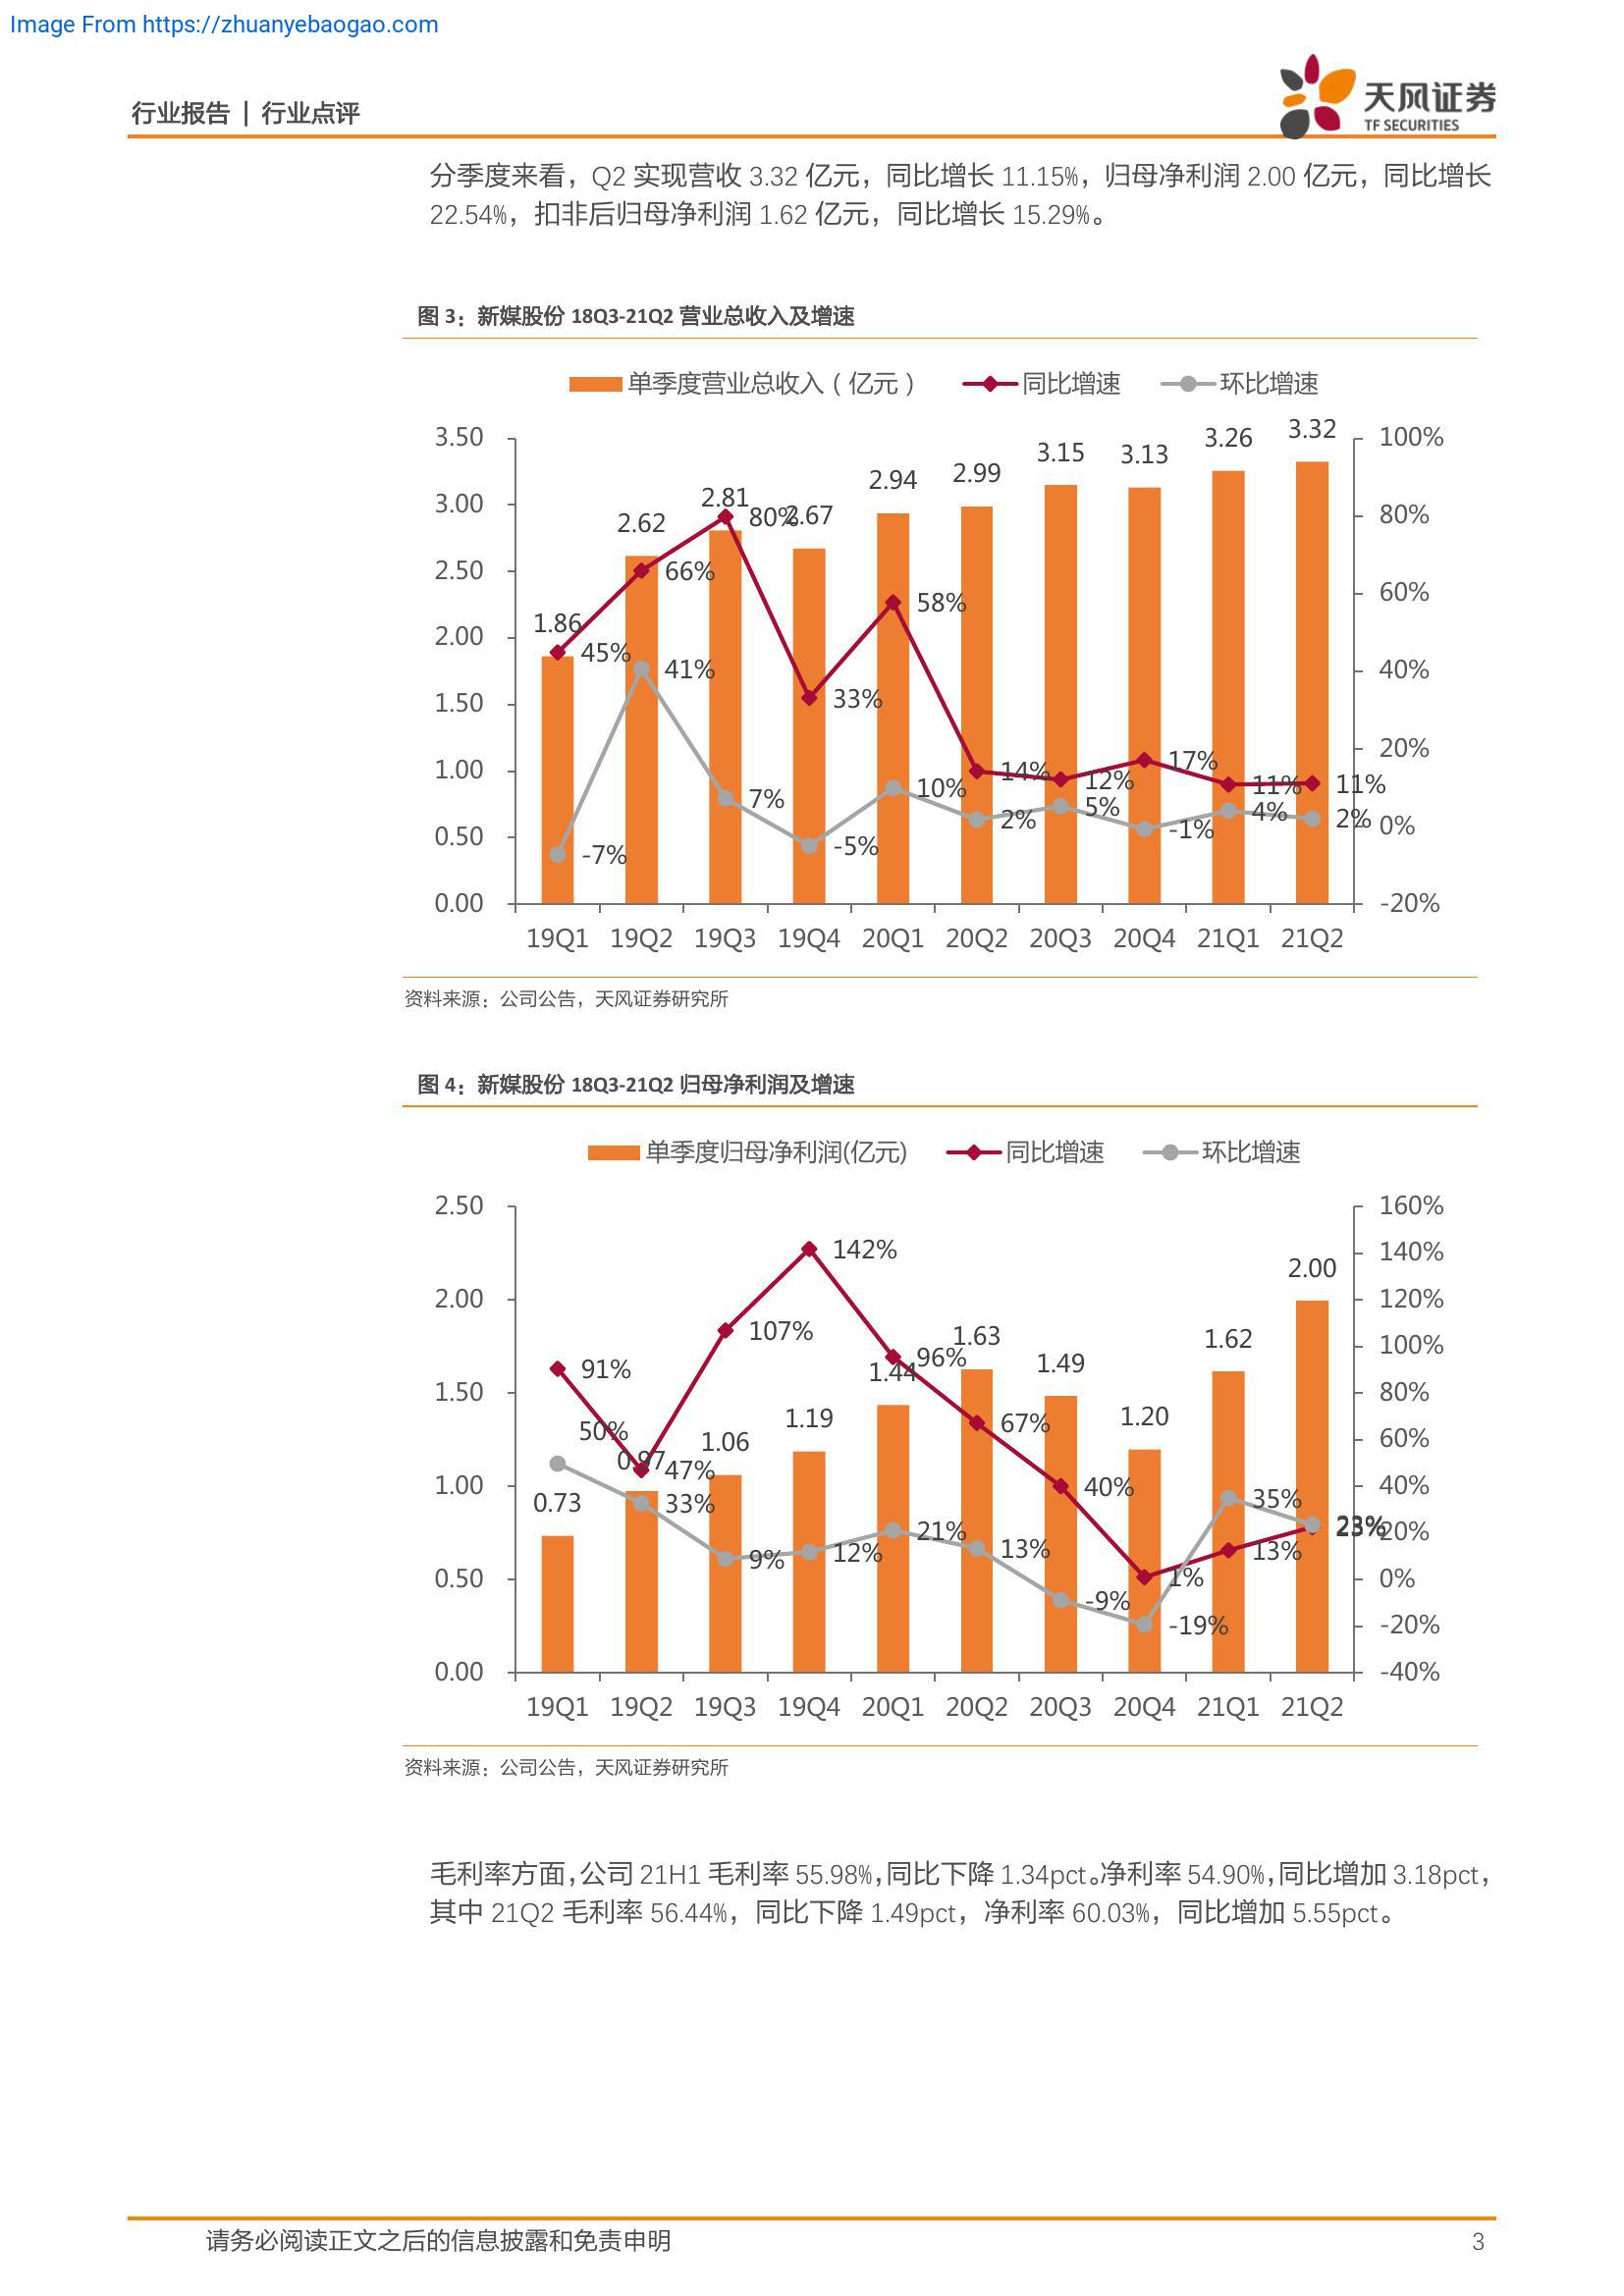 Image From https://zhuanyebaogao.com
行业报告 | 行业点评
天风证券
TF SECURITIES
分季度来看，Q2 实现营收 3.32 亿元，同比增长 11.15%，归母净利润 2.00 亿元，同比增长
22.54%，扣非后归母净利润 1.62 亿元，同比增长 15.29%。
图 3：新媒股份 18Q3-21Q2 营业总收入及增速
单季度营业总收入（亿元） 同比增速 环比增速
3.50 3.00 2.50 2.00 1.50 1.00 0.50 0.00
1.86 2.62 2.81 2.67 2.94 2.99 3.15 3.13 3.26 3.32
45% 66% 80% 33% 58% 14% 12% 17% 11% 11%
-7% 41% 7% -5% 10% 2% 5% -1% 4% 2%
100% 80% 60% 40% 20% 0% -20%
19Q1 19Q2 19Q3 19Q4 20Q1 20Q2 20Q3 20Q4 21Q1 21Q2
资料来源：公司公告，天风证券研究所
图 4：新媒股份 18Q3-21Q2 归母净利润及增速
单季度归母净利润(亿元) 同比增速 环比增速
2.50 2.00 1.50 1.00 0.50 0.00
0.73 0.97 1.06 1.19 1.44 1.63 1.49 1.20 1.62 2.00
91% 47% 107% 142% 96% 67% 40% 1% 13% 23%
50% 33% 9% 12% 21% 13% -9% -19% 35% 23%
160% 140% 120% 100% 80% 60% 40% 20% 0% -20% -40%
19Q1 19Q2 19Q3 19Q4 20Q1 20Q2 20Q3 20Q4 21Q1 21Q2
资料来源：公司公告，天风证券研究所
毛利率方面，公司 21H1 毛利率 55.98%，同比下降 1.34pct。净利率 54.90%，同比增加 3.18pct，
其中 21Q2 毛利率 56.44%，同比下降 1.49pct，净利率 60.03%，同比增加 5.55pct。
请务必阅读正文之后的信息披露和免责申明
3